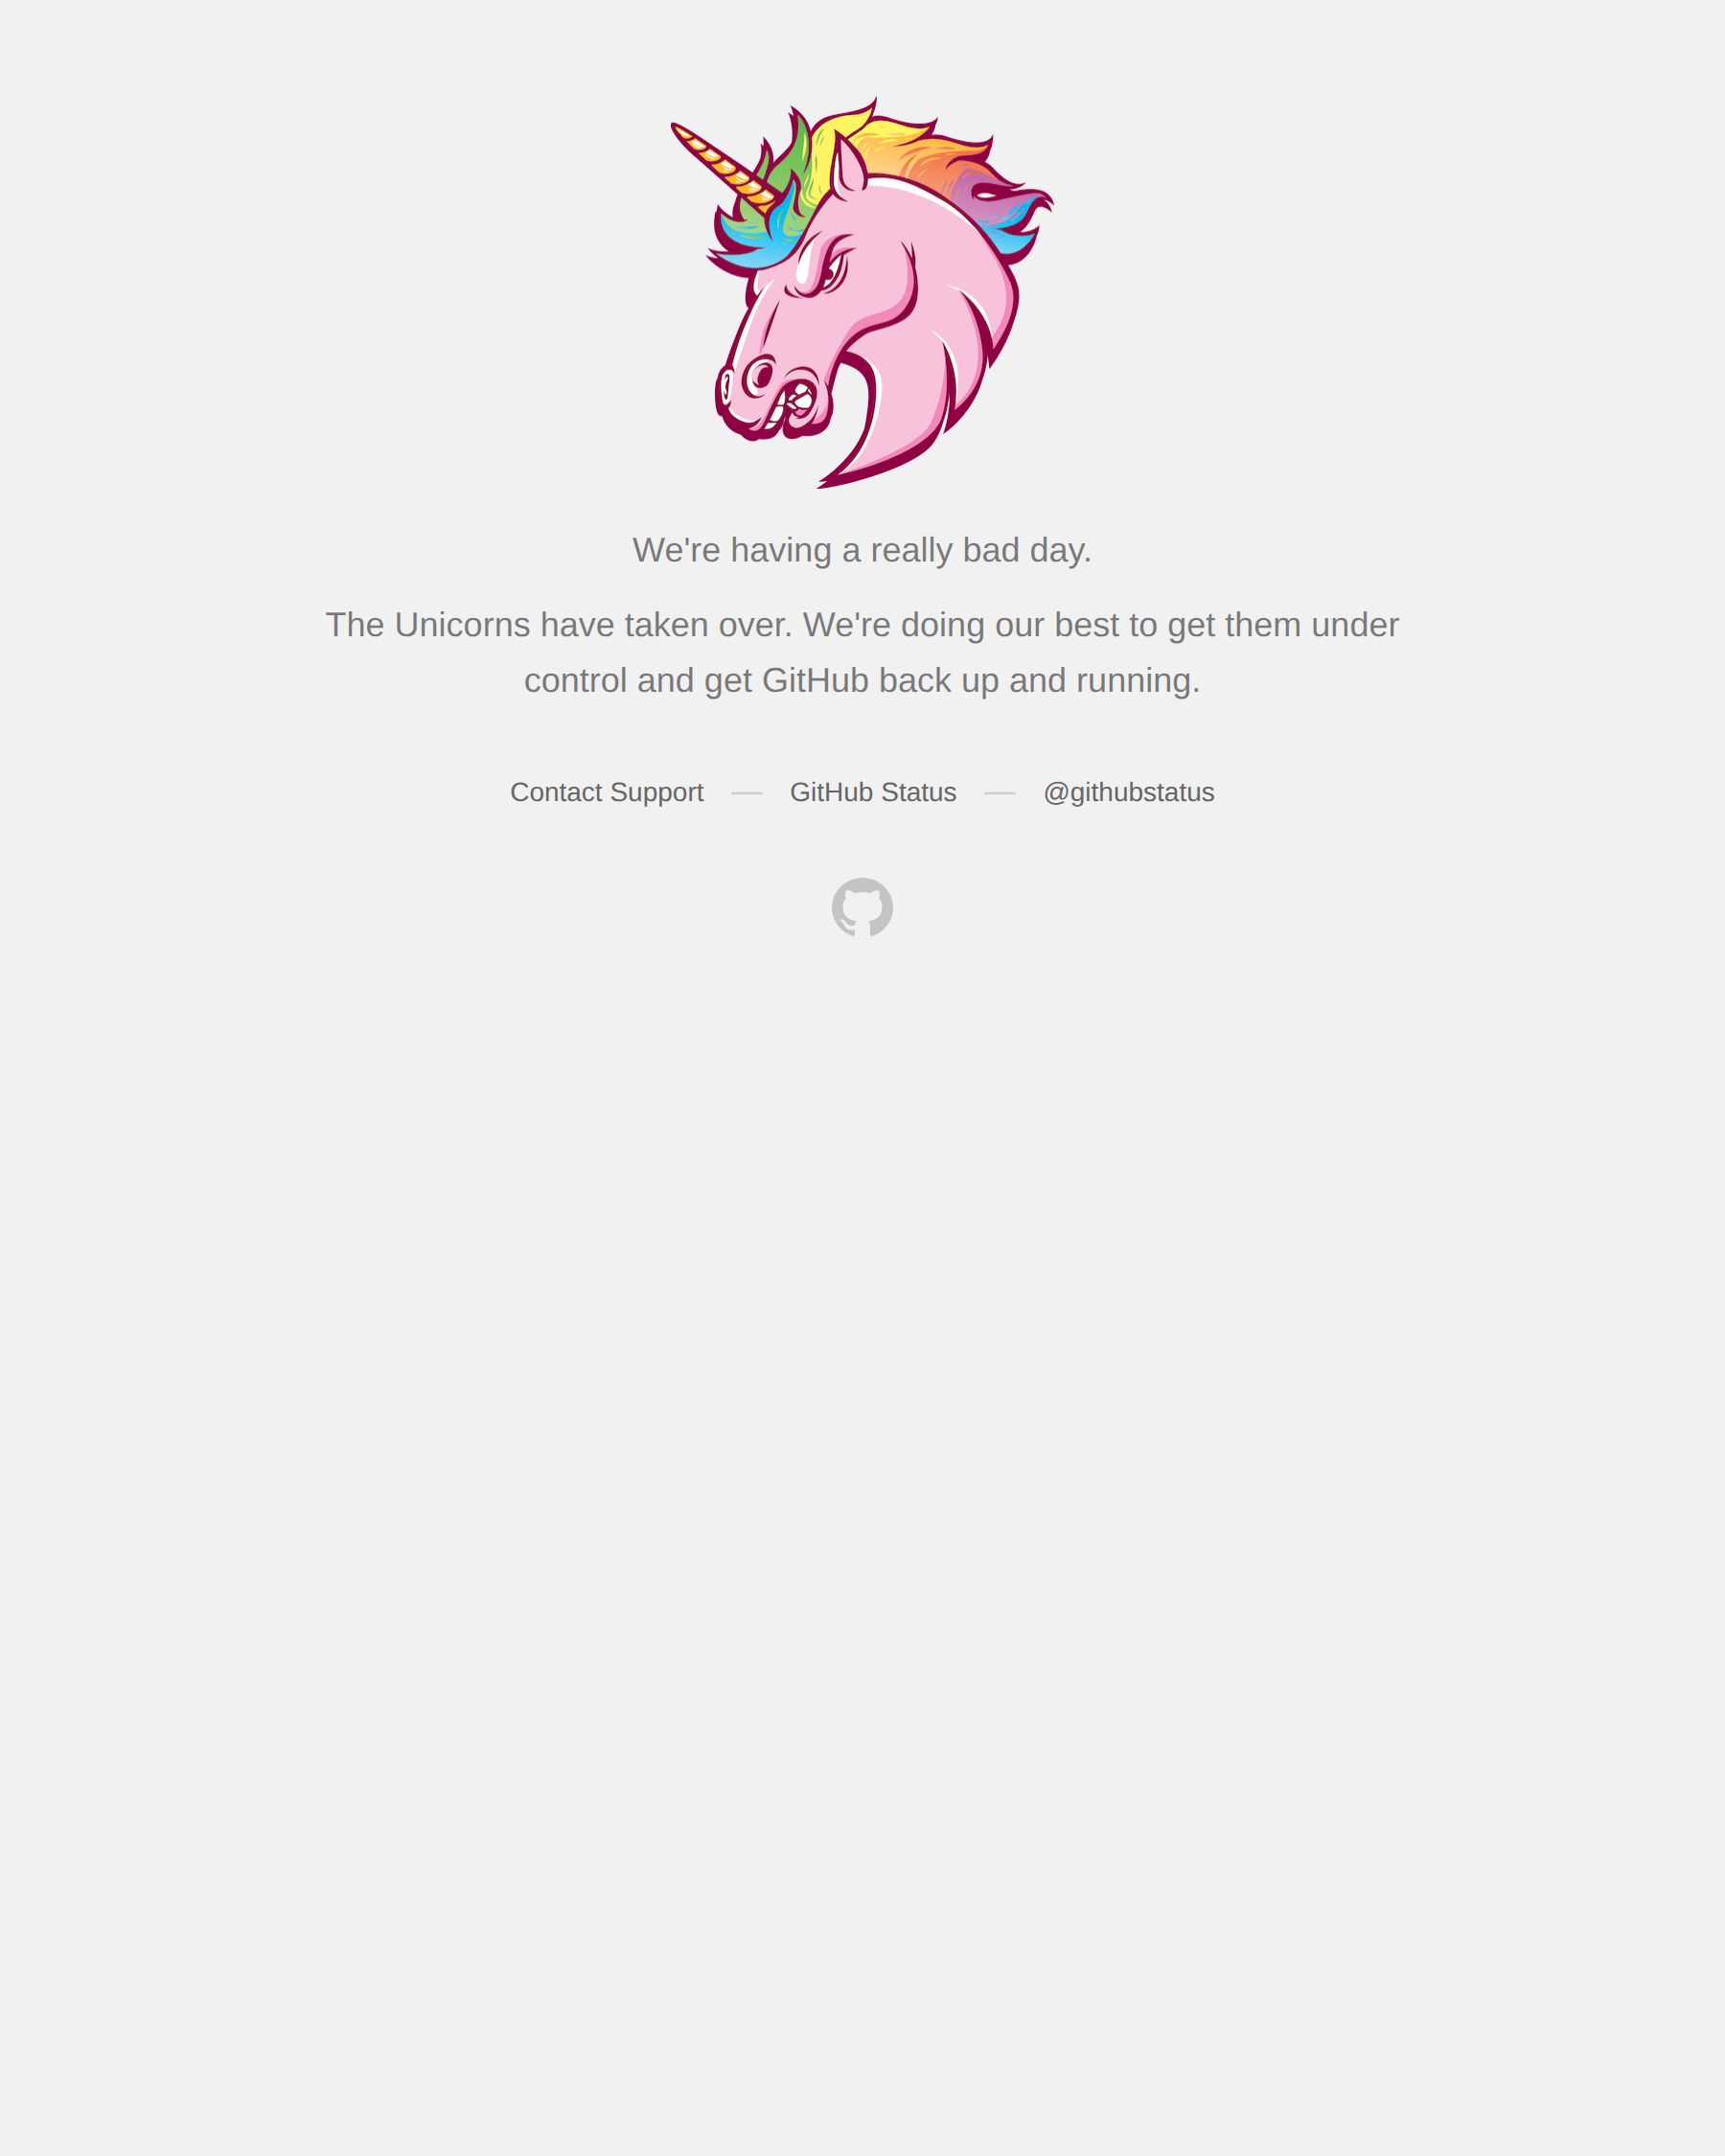 We're having a really bad day.
The Unicorns have taken over. We're doing our best to get them under
control and get GitHub back up and running.
Contact Support — GitHub Status — @githubstatus